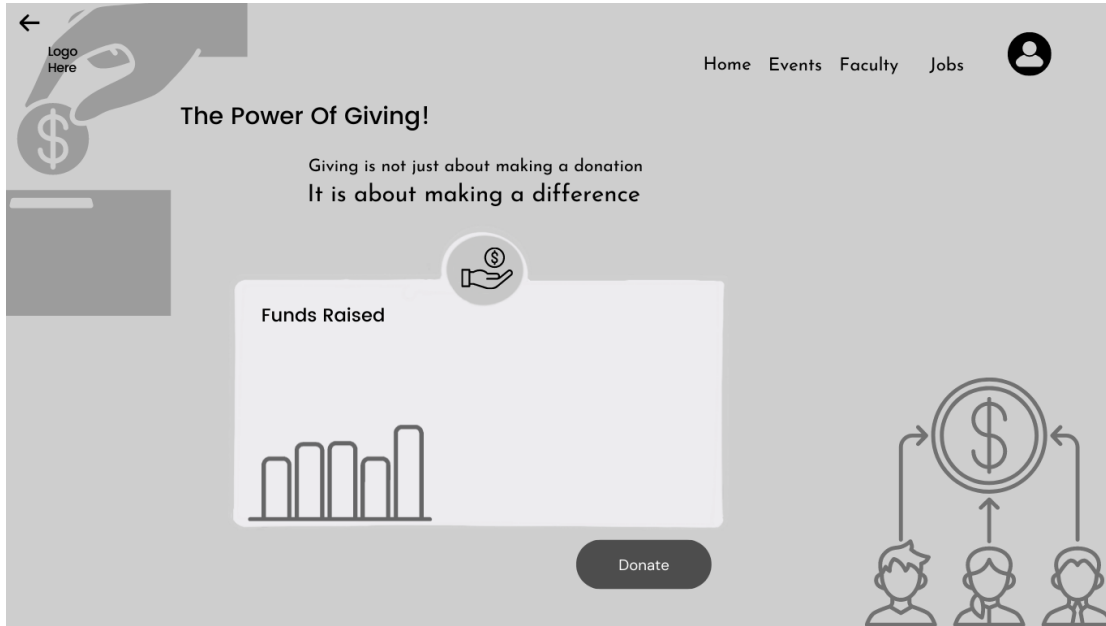 Logo
Here
Home Events Faculty Jobs
The Power Of Giving!
Giving is not just about making a donation
It is about making a difference
Funds Raised
Donate